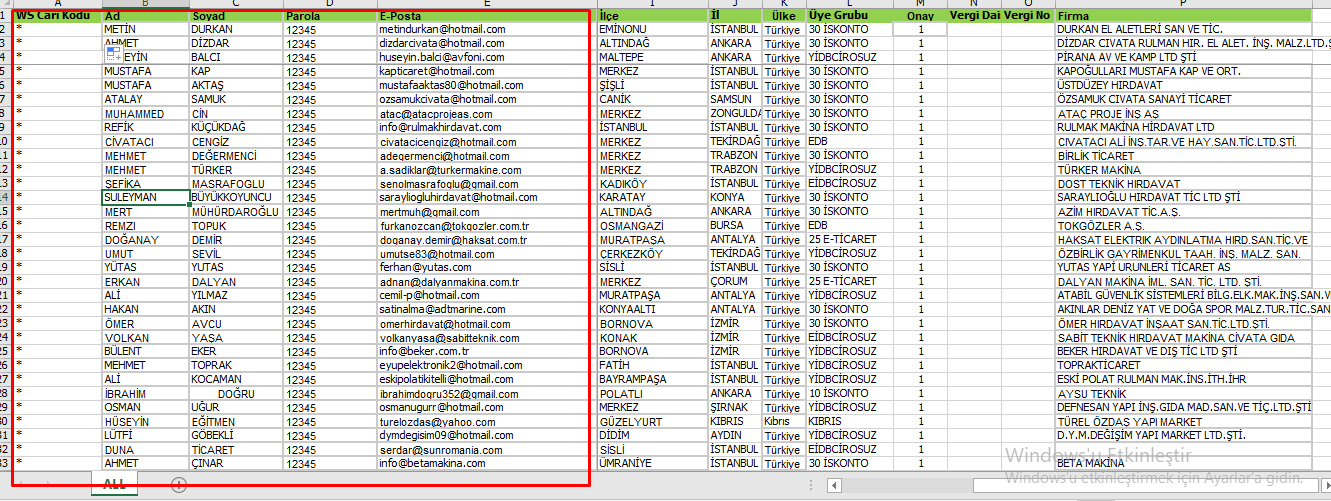 A B C D E I J K L M N O P
1 WS Cari Kodu Ad Soyad Parola E-Posta İlçe İl Ülke Üye Grubu Onay Vergi Dai Vergi No Firma
2 * METİN DURKAN 12345 metindurkan@hotmail.com EMİNONU İSTANBUL Türkiye 30 İSKONTO 1 DURKAN EL ALETLERİ SAN VE TİC.
3 * AHMET DİZDAR 12345 dizdarcivata@hotmail.com ALTINDAĞ ANKARA Türkiye 30 İSKONTO 1 DİZDAR CIVATA RULMAN HIR. EL ALET. İNŞ. MALZ.LTD.Ş
4 * EYİN BALCI 12345 huseyin.balci@avfoni.com MALTEPE ANKARA Türkiye YİDBCİROSUZ 1 PİRANA AV VE KAMP LTD ŞTİ
5 * MUSTAFA KAP 12345 kapticaret@hotmail.com MERKEZ İSTANBUL Türkiye 30 İSKONTO 1 KAPOĞULLARI MUSTAFA KAP VE ORT.
6 * MUSTAFA AKTAŞ 12345 mustafaaktas80@hotmail.com ŞİŞLİ İSTANBUL Türkiye 30 İSKONTO 1 ÜSTDÜZEY HIRDAVAT
7 * ATALAY SAMUK 12345 ozsamukcivata@hotmail.com CANİK SAMSUN Türkiye 30 İSKONTO 1 ÖZSAMUK CIVATA SANAYİ TİCARET
8 * MUHAMMED ÇİN 12345 atac@atacprojeas.com MERKEZ ZONGULDA Türkiye 30 İSKONTO 1 ATAÇ PROJE İNŞ AŞ
9 * REFİK KÜÇÜKDAĞ 12345 info@rulmakhirdavat.com İSTANBUL İSTANBUL Türkiye 30 İSKONTO 1 RULMAK MAKİNA HİRDAVAT LTD
10 * CİVATACI CENGİZ 12345 civatacicengiz@hotmail.com MERKEZ TEKİRDAĞ Türkiye EDB 1 CIVATACI ALİ İNŞ.TAR.VE HAY.SAN.TİC.LTD.ŞTİ.
11 * MEHMET DEĞERMENCİ 12345 adegermenci@hotmail.com MERKEZ TRABZON Türkiye 30 İSKONTO 1 BİRLİK TİCARET
12 * MEHMET TÜRKER 12345 a.sadiklar@turkermakine.com MERKEZ TRABZON Türkiye YİDBCİROSUZ 1 TÜRKER MAKİNA
13 * ŞEFİKA MASRAFOGLU 12345 senolmasrafoglu@gmail.com KADIKÖY İSTANBUL Türkiye EDB 1 DOST TEKNİK HIRDAVAT
14 * SULEYMAN BÜYÜKKOYUNCU 12345 sarayliogluhirdavat@hotmail.com KARATAY KONYA Türkiye EDB 1 SARAYLIOĞLU HIRDAVAT TİC LTD ŞTİ
15 * MERT MÜHÜRDAROĞLU 12345 mertmuh@gmail.com ALTINDAĞ ANKARA Türkiye EDB 1 AZİM HIRDAVAT TİC.A.Ş.
16 * REMZI TOPUK 12345 furkanozcan@tokgozler.com.tr OSMANGAZİ BURSA Türkiye EDB 1 TOKGÖZLER A.Ş.
17 * DOĞANAY DEMİR 12345 doganay.demir@haksat.com.tr MURATPAŞA ANTALYA Türkiye 25 E-TİCARET 1 HAKSAT ELEKTRIK AYDINLATMA HIRD.SAN.TİÇ.VE
18 * UMUT SEVİL 12345 umutse83@hotmail.com ÇERKEZKÖY TEKİRDAĞ Türkiye YİDBCİROSUZ 1 ÖZBİRLİK GAYRİMENKUL TAAH. İNŞ. MALZ. SAN.
19 * YÜTAS YUTAS 12345 ferhan@yutas.com SİSLİ İSTANBUL Türkiye 30 İSKONTO 1 YUTAS YAPİ URUNLERİ TİCARET AS
20 * ERKAN DALYAN 12345 adnan@dalyanmakina.com.tr MERKEZ ÇORUM Türkiye 25 E-TİCARET 1 DALYAN MAKİNA İML. SAN. TİC. LTD. ŞTİ.
21 * ALİ YILMAZ 12345 cemil-p@hotmail.com MURATPAŞA ANTALYA Türkiye YİDBCİROSUZ 1 ATABİL GÜVENLİK SİSTEMLERİ BİLG.ELK.MAK.İNŞ.SAN.V
22 * HAKAN AKIN 12345 satinalma@adtmarine.com KONYAALTI ANTALYA Türkiye 30 İSKONTO 1 AKINLAR DENİZ YAT VE DOĞA SPOR MALZ.TUR.TİC.SAN
23 * ÖMER AVCU 12345 omerhirdavat@hotmail.com BORNOVA İZMİR Türkiye 30 İSKONTO 1 ÖMER HIRDAVAT İNŞAAT SAN.TİC.LTD.ŞTİ.
24 * VOLKAN YAŞA 12345 volkanyasa@sabitteknik.com KONAK İZMİR Türkiye YİDBCİROSUZ 1 SABİT TEKNİK HIRDAVAT MAKİNA CİVATA GIDA
25 * BÜLENT EKER 12345 info@beker.com.tr BORNOVA İZMİR Türkiye YİDBCİROSUZ 1 BEKER HIRDAVAT VE DIŞ TİC LTD ŞTİ
26 * MEHMET TOPRAK 12345 eyupelektronik2@hotmail.com FATİH İSTANBUL Türkiye YİDBCİROSUZ 1 TOPRAKTİCARET
27 * ALİ KOCAMAN 12345 eskipolatikitelli@hotmail.com BAYRAMPAŞA İSTANBUL Türkiye YİDBCİROSUZ 1 ESKİ POLAT RULMAN MAK.İNS.İTH.İHR
28 * İBRAHİM DOĞRU 12345 ibrahimdogru352@gmail.com POLATLI ANKARA Türkiye 10 İSKONTO 1 AYSU TEKNİK
29 * OSMAN UĞUR 12345 osmanugurr@hotmail.com MERKEZ ŞIRNAK Türkiye YİDBCİROSUZ 1 DEFNESAN YAPI İNŞ.GIDA MAD.SAN.VE TİÇ.LTD.ŞTİ
30 * HÜSEYİN EĞİTMEN 12345 turelozdas@yahoo.com GÜZELYURT KIBRIS Kıbrıs KIBRIS 1 TÜREL ÖZDAŞ YAPI MARKET
31 * LÜTFİ GÖBEKLİ 12345 dymdegisim09@hotmail.com DİDİM AYDIN Türkiye YİDBCİROSUZ 1 D.Y.M.DEĞİŞİM YAPI MARKET LTD.ŞTİ.
32 * DUNA TİCARET 12345 serdar@sunromania.com SİSLİ İSTANBUL Türkiye YİDBCİROSUZ 1
33 * AHMET ÇINAR 12345 info@betamakina.com ÜMRANİYE İSTANBUL Türkiye 30 İSKONTO 1 BETA MAKİNA
Windows'u Etkinleştir
Windows'u etkinleştirmek için Ayarlar'a gidin.
ALL